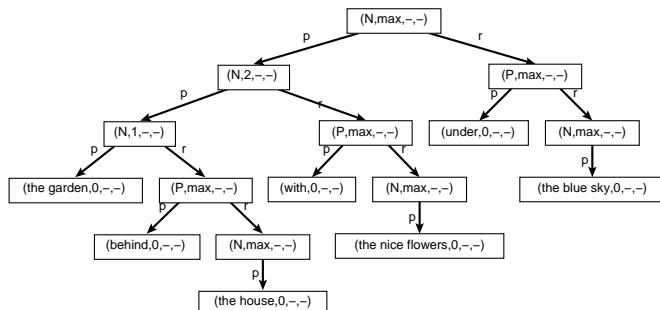 (N,max,–,–)
p r
(N,2,–,–) (P,max,–,–)
p r p r
(N,1,–,–) (P,max,–,–) (under,0,–,–) (N,max,–,–)
p r p r p
(the garden,0,–,–) (P,max,–,–) (with,0,–,–) (N,max,–,–) (the blue sky,0,–,–)
p r p
(behind,0,–,–) (N,max,–,–) (the nice flowers,0,–,–)
p
(the house,0,–,–)